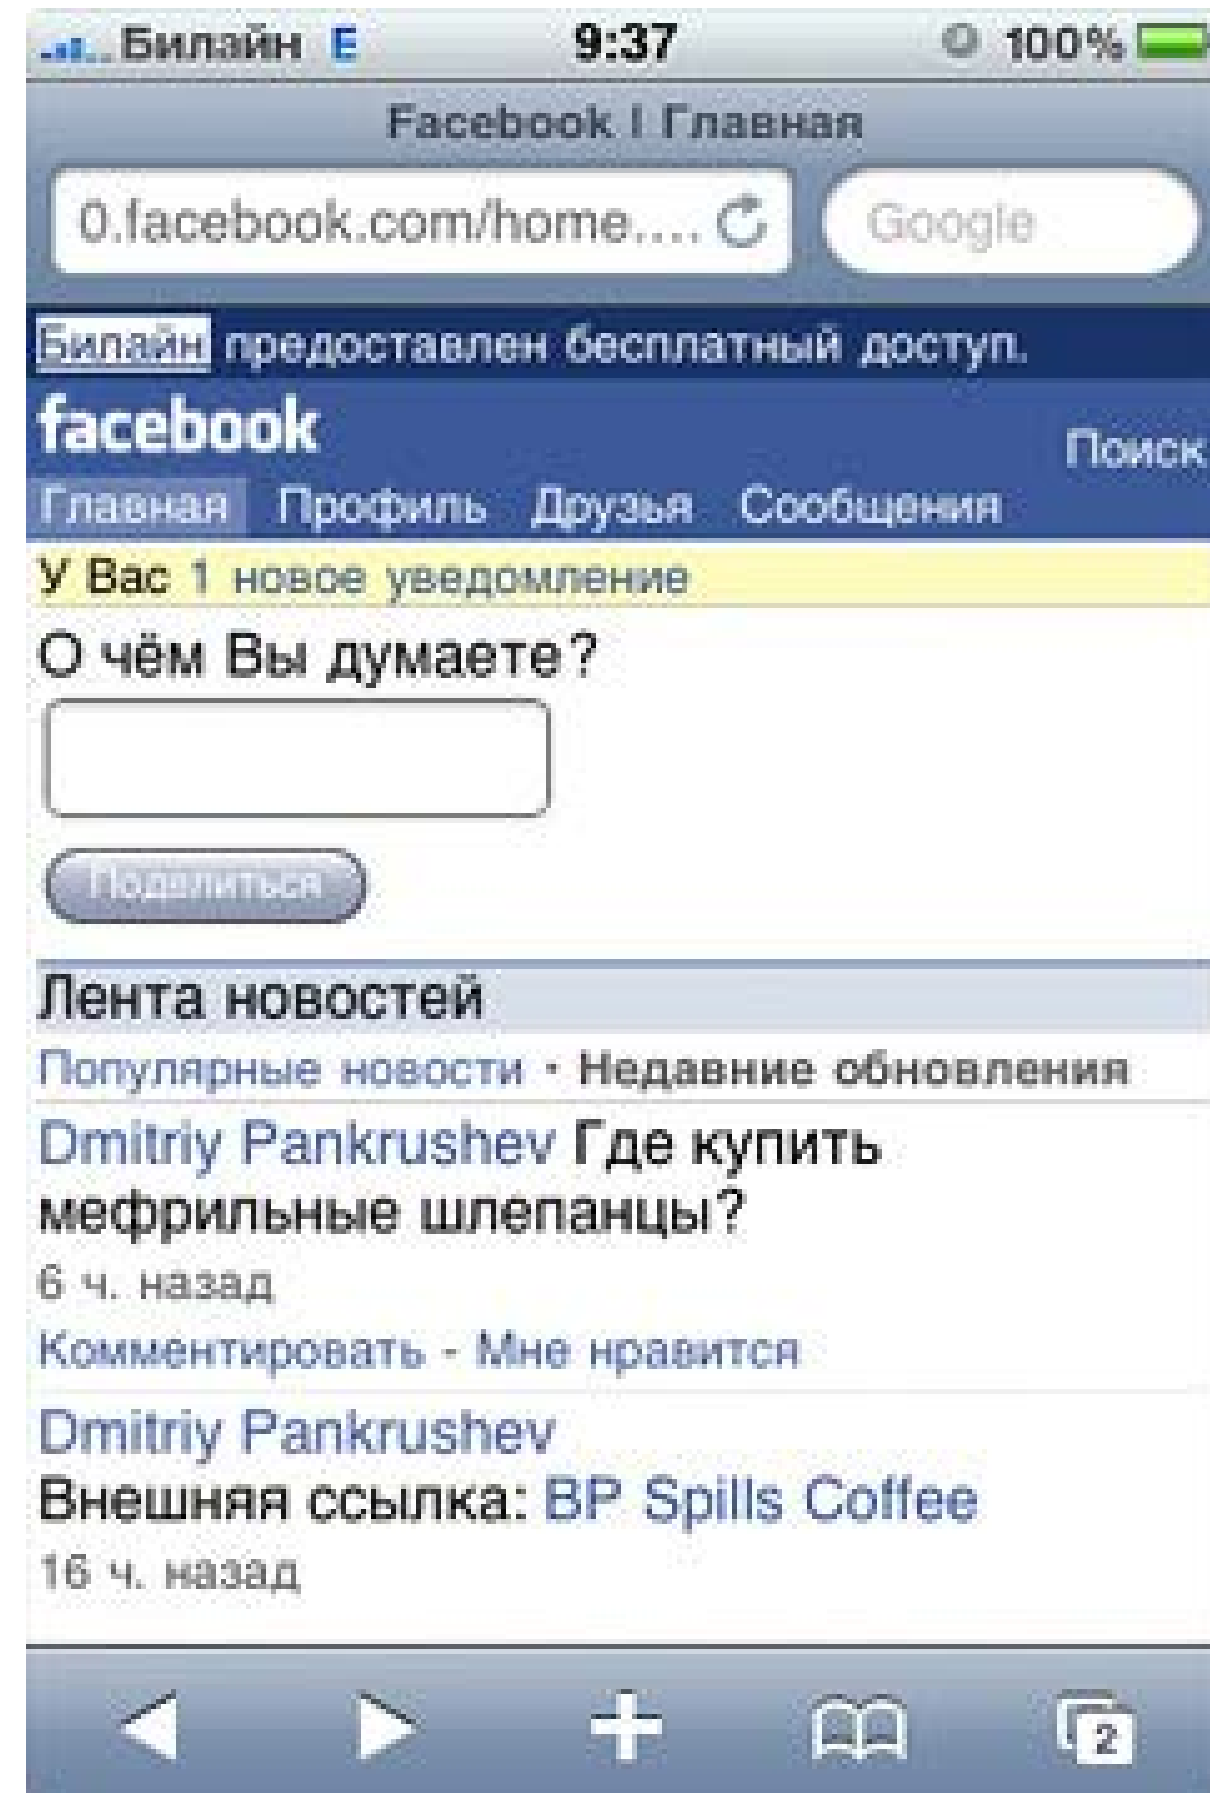 Билайн E 9:37 100%
Facebook | Главная
0.facebook.com/home.... Google
Билайн предоставлен бесплатный доступ.
facebook
Поиск
Главная Профиль Друзья Сообщения
У Вас 1 новое уведомление
О чём Вы думаете?
Поделиться
Лента новостей
Популярные новости · Недавние обновления
Dmitriy Pankrushev Где купить
мефрильные шлепанцы?
6 ч. назад
Комментировать - Мне нравится
Dmitriy Pankrushev
Внешняя ссылка: BP Spills Coffee
16 ч. назад
2